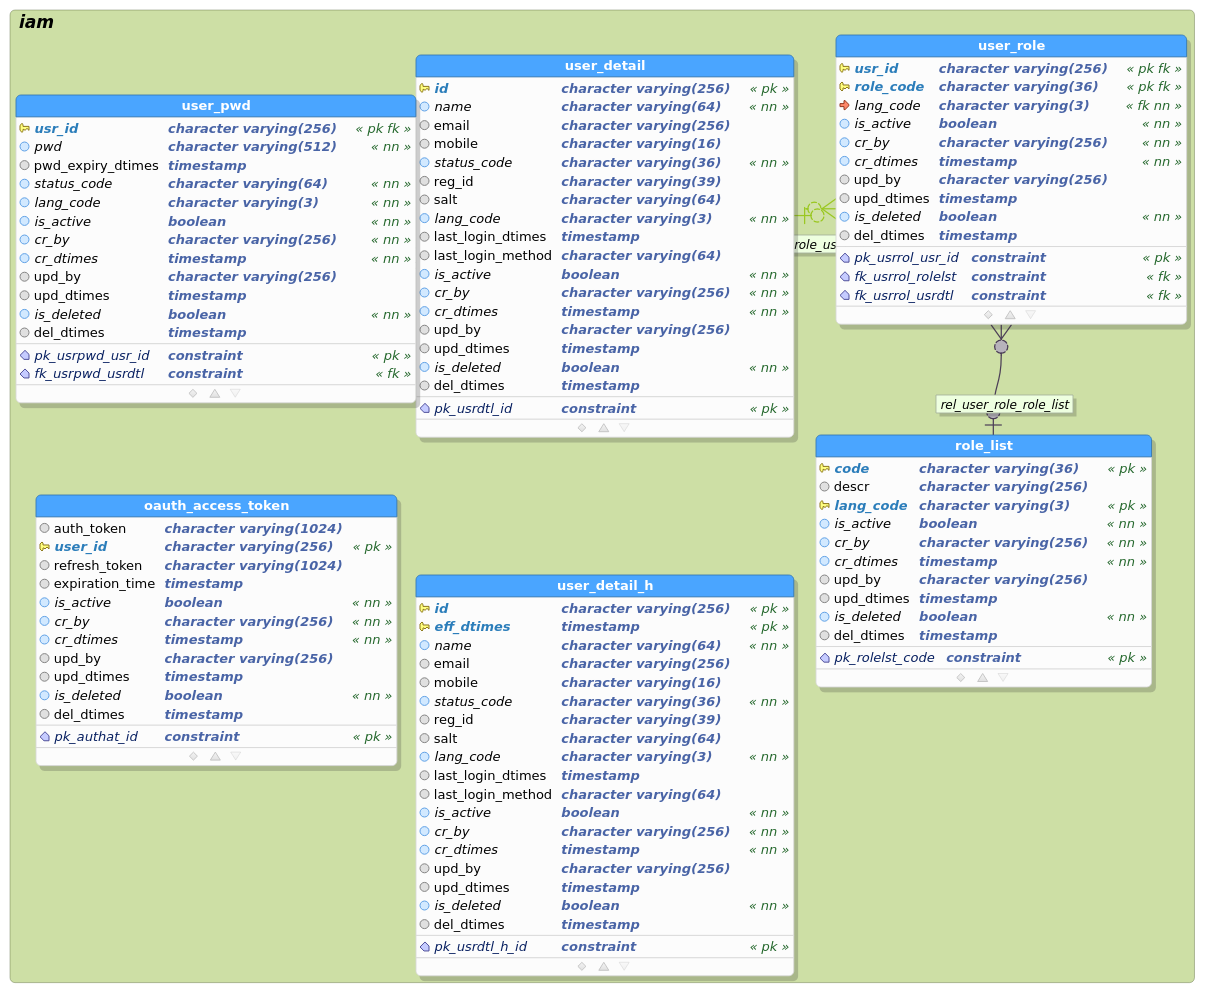 iam
user_pwd
usr_id character varying(256) « pk fk »
pwd character varying(512) « nn »
pwd_expiry_dtimes timestamp
status_code character varying(64) « nn »
lang_code character varying(3) « nn »
is_active boolean « nn »
cr_by character varying(256) « nn »
cr_dtimes timestamp « nn »
upd_by character varying(256)
upd_dtimes timestamp
is_deleted boolean « nn »
del_dtimes timestamp
pk_usrpwd_usr_id constraint « pk »
fk_usrpwd_usrdtl constraint « fk »
user_detail
id character varying(256) « pk »
name character varying(64) « nn »
email character varying(256)
mobile character varying(16)
status_code character varying(36) « nn »
reg_id character varying(39)
salt character varying(64)
lang_code character varying(3) « nn »
last_login_dtimes timestamp
last_login_method character varying(64)
is_active boolean « nn »
cr_by character varying(256) « nn »
cr_dtimes timestamp « nn »
upd_by character varying(256)
upd_dtimes timestamp
is_deleted boolean « nn »
del_dtimes timestamp
pk_usrdtl_id constraint « pk »
role_us
user_role
usr_id character varying(256) « pk fk »
role_code character varying(36) « pk fk »
lang_code character varying(3) « fk nn »
is_active boolean « nn »
cr_by character varying(256) « nn »
cr_dtimes timestamp « nn »
upd_by character varying(256)
upd_dtimes timestamp
is_deleted boolean « nn »
del_dtimes timestamp
pk_usrrol_usr_id constraint « pk »
fk_usrrol_rolelst constraint « fk »
fk_usrrol_usrdtl constraint « fk »
rel_user_role_role_list
role_list
code character varying(36) « pk »
descr character varying(256)
lang_code character varying(3) « pk »
is_active boolean « nn »
cr_by character varying(256) « nn »
cr_dtimes timestamp « nn »
upd_by character varying(256)
upd_dtimes timestamp
is_deleted boolean « nn »
del_dtimes timestamp
pk_rolelst_code constraint « pk »
oauth_access_token
auth_token character varying(1024)
user_id character varying(256) « pk »
refresh_token character varying(1024)
expiration_time timestamp
is_active boolean « nn »
cr_by character varying(256) « nn »
cr_dtimes timestamp « nn »
upd_by character varying(256)
upd_dtimes timestamp
is_deleted boolean « nn »
del_dtimes timestamp
pk_authat_id constraint « pk »
user_detail_h
id character varying(256) « pk »
eff_dtimes timestamp « pk »
name character varying(64) « nn »
email character varying(256)
mobile character varying(16)
status_code character varying(36) « nn »
reg_id character varying(39)
salt character varying(64)
lang_code character varying(3) « nn »
last_login_dtimes timestamp
last_login_method character varying(64)
is_active boolean « nn »
cr_by character varying(256) « nn »
cr_dtimes timestamp « nn »
upd_by character varying(256)
upd_dtimes timestamp
is_deleted boolean « nn »
del_dtimes timestamp
pk_usrdtl_h_id constraint « pk »